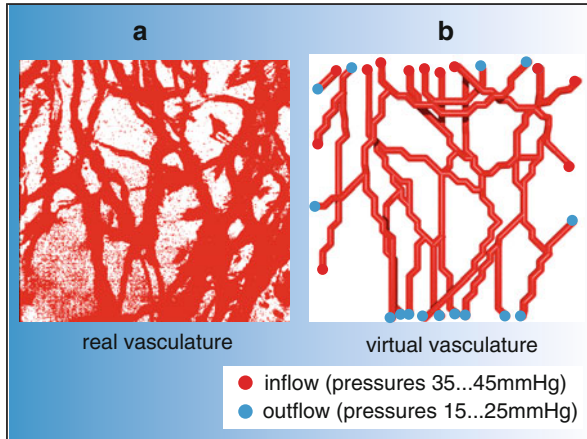 a
b
real vasculature
virtual vasculature
inflow (pressures 35...45mmHg)
outflow (pressures 15...25mmHg)